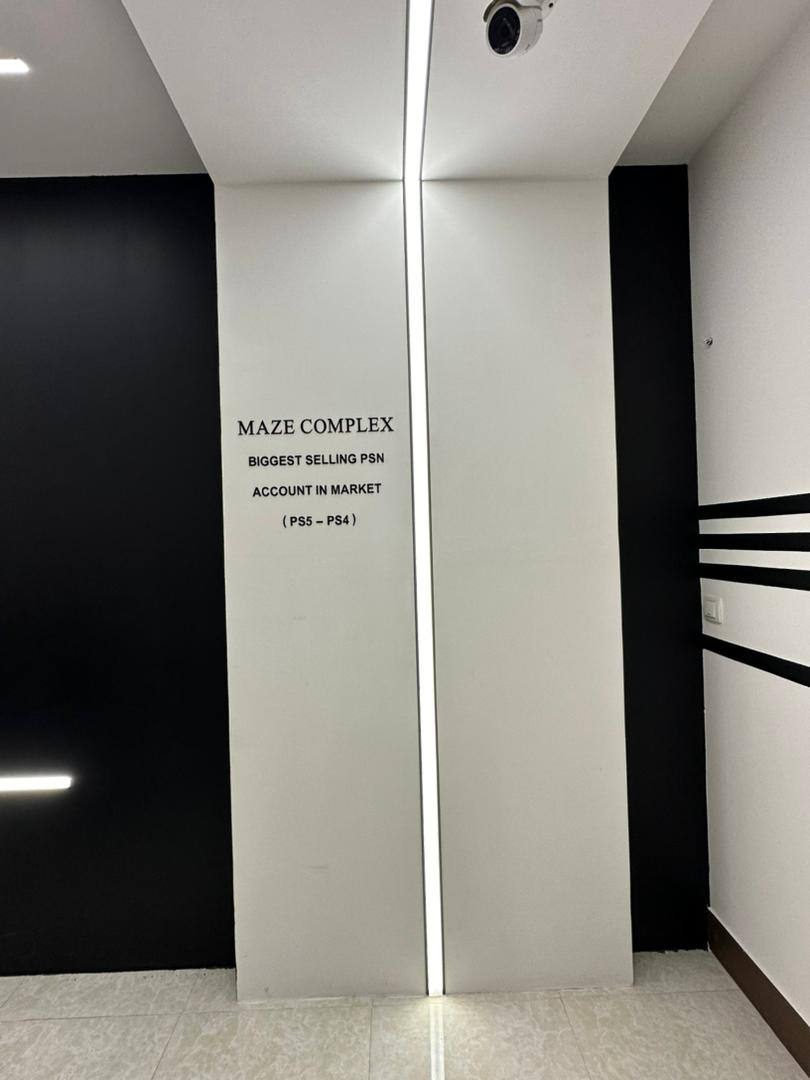 MAZE COMPLEX
BIGGEST SELLING PSN
ACCOUNT IN MARKET
( PS5 – PS4 )